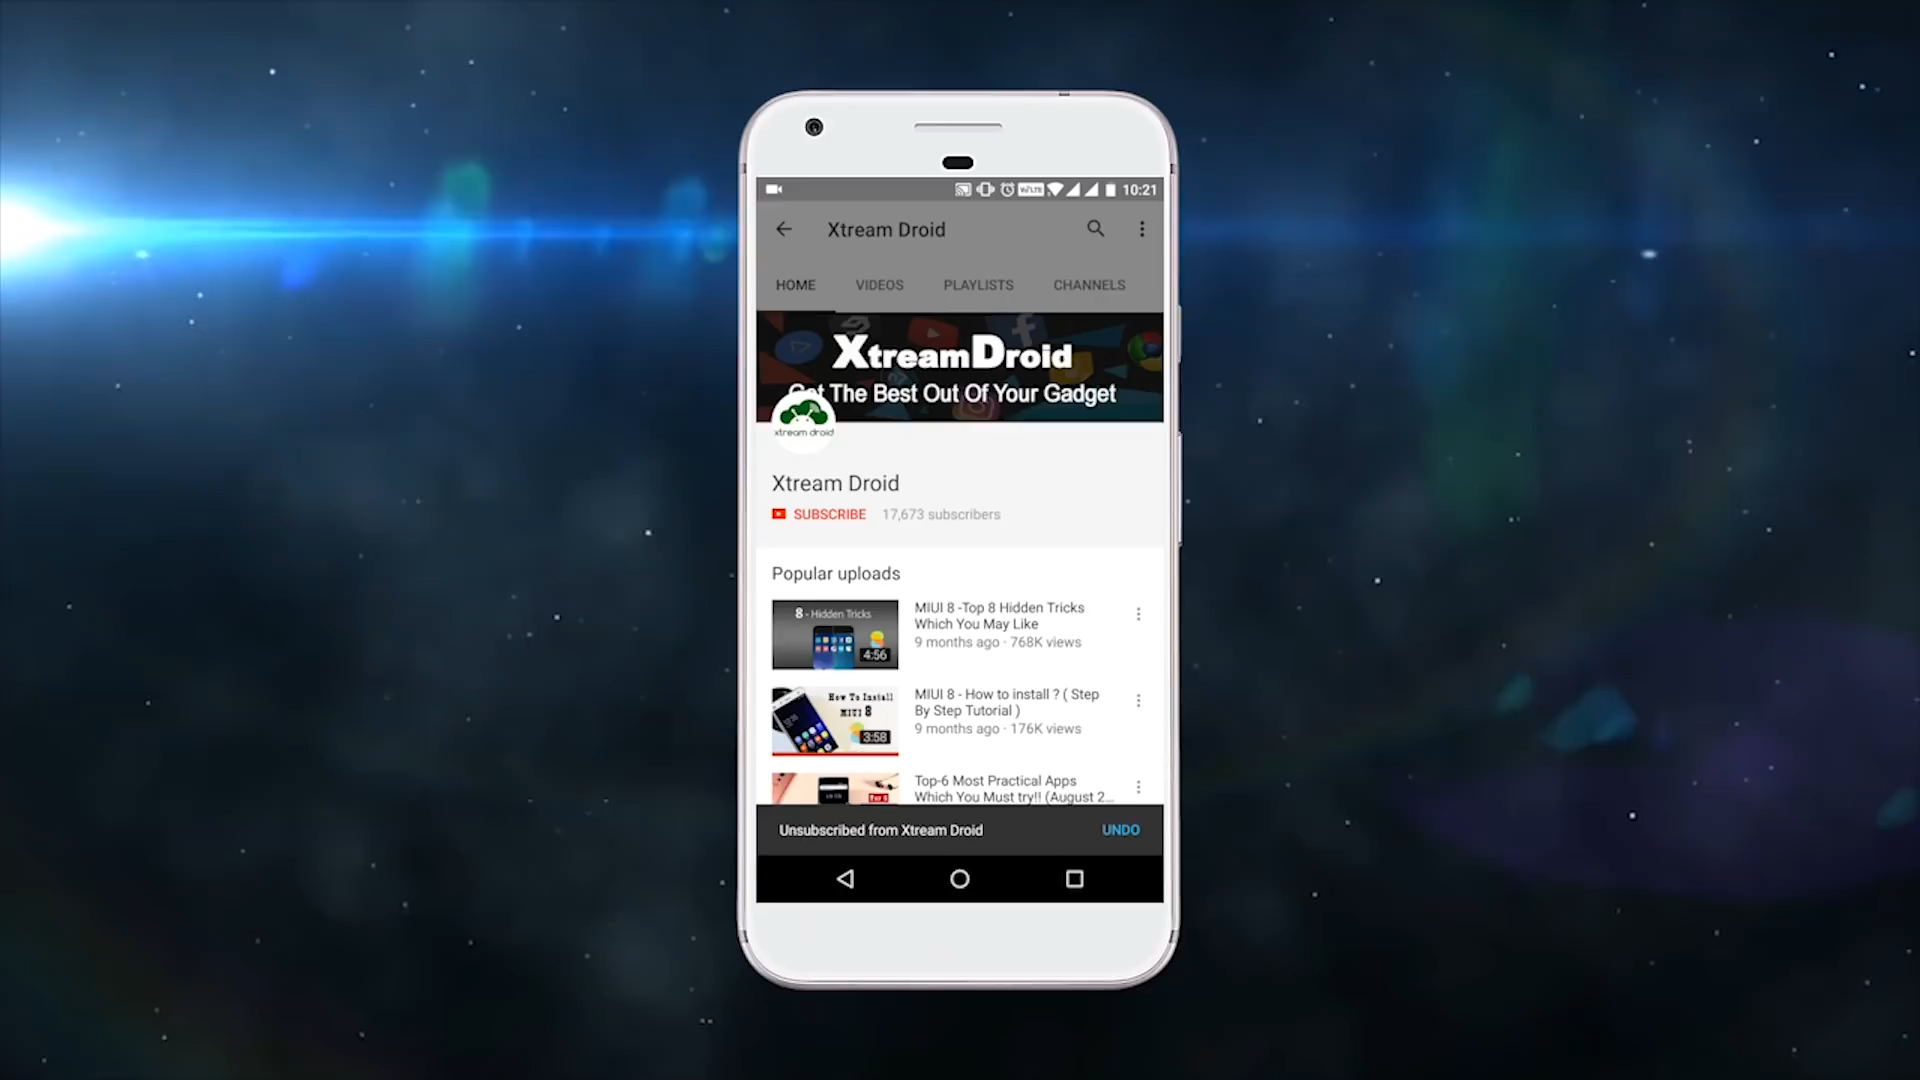 VoLTE 10:21
Xtream Droid
HOME VIDEOS PLAYLISTS CHANNELS
XtreamDroid
Get The Best Out Of Your Gadget
xtream droid
Xtream Droid
SUBSCRIBE 17,673 subscribers
Popular uploads
8 - Hidden Tricks
4:56
MIUI 8 -Top 8 Hidden Tricks
Which You May Like
9 months ago · 768K views
How To Install
MIUI 8
3:58
MIUI 8 - How to install ? ( Step
By Step Tutorial )
9 months ago · 176K views
Top-6 Most Practical Apps
Which You Must try!! (August 2...
Unsubscribed from Xtream Droid UNDO